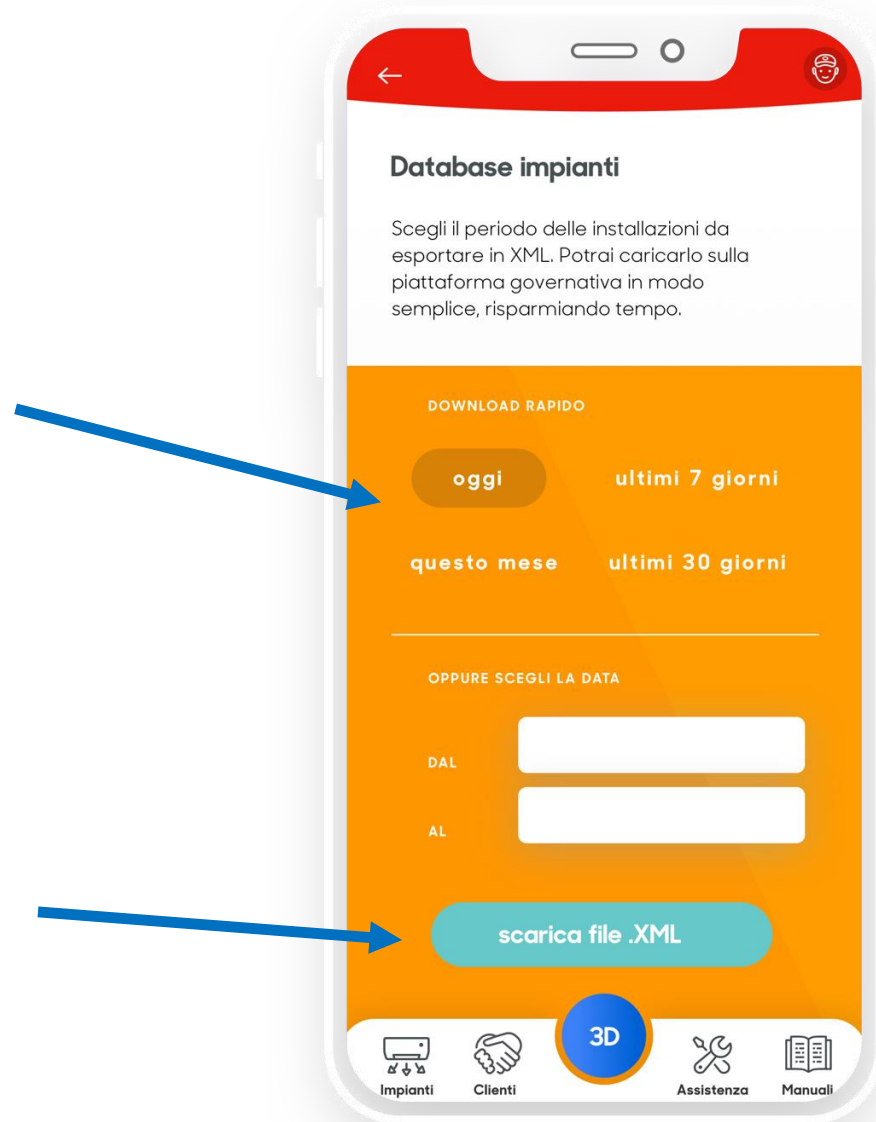 Database impianti
Scegli il periodo delle installazioni da
esportare in XML. Potrai caricarlo sulla
piattaforma governativa in modo
semplice, risparmiando tempo.
DOWNLOAD RAPIDO
oggi
ultimi 7 giorni
questo mese
ultimi 30 giorni
OPPURE SCEGLI LA DATA
DAL
AL
scarica file .XML
3D
Impianti
Clienti
Assistenza
Manuali